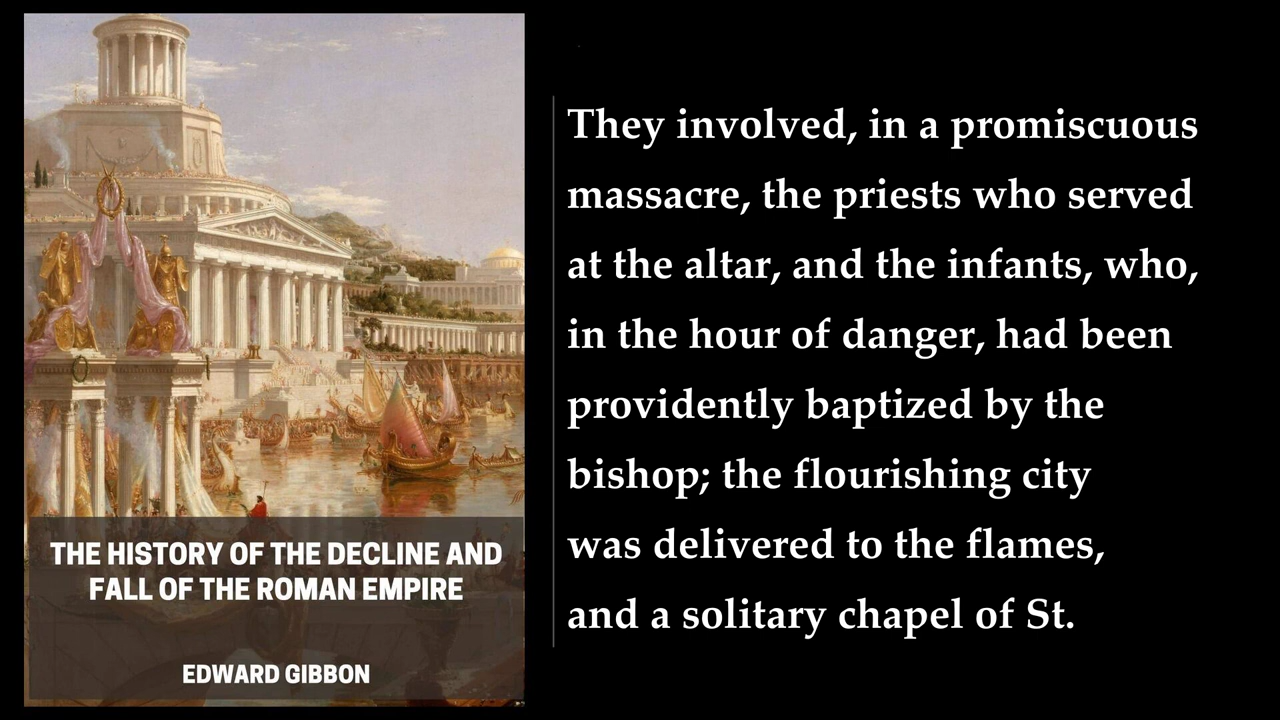 THE HISTORY OF THE DECLINE AND
FALL OF THE ROMAN EMPIRE
EDWARD GIBBON
They involved, in a promiscuous
massacre, the priests who served
at the altar, and the infants, who,
in the hour of danger, had been
providently baptized by the
bishop; the flourishing city
was delivered to the flames,
and a solitary chapel of St.